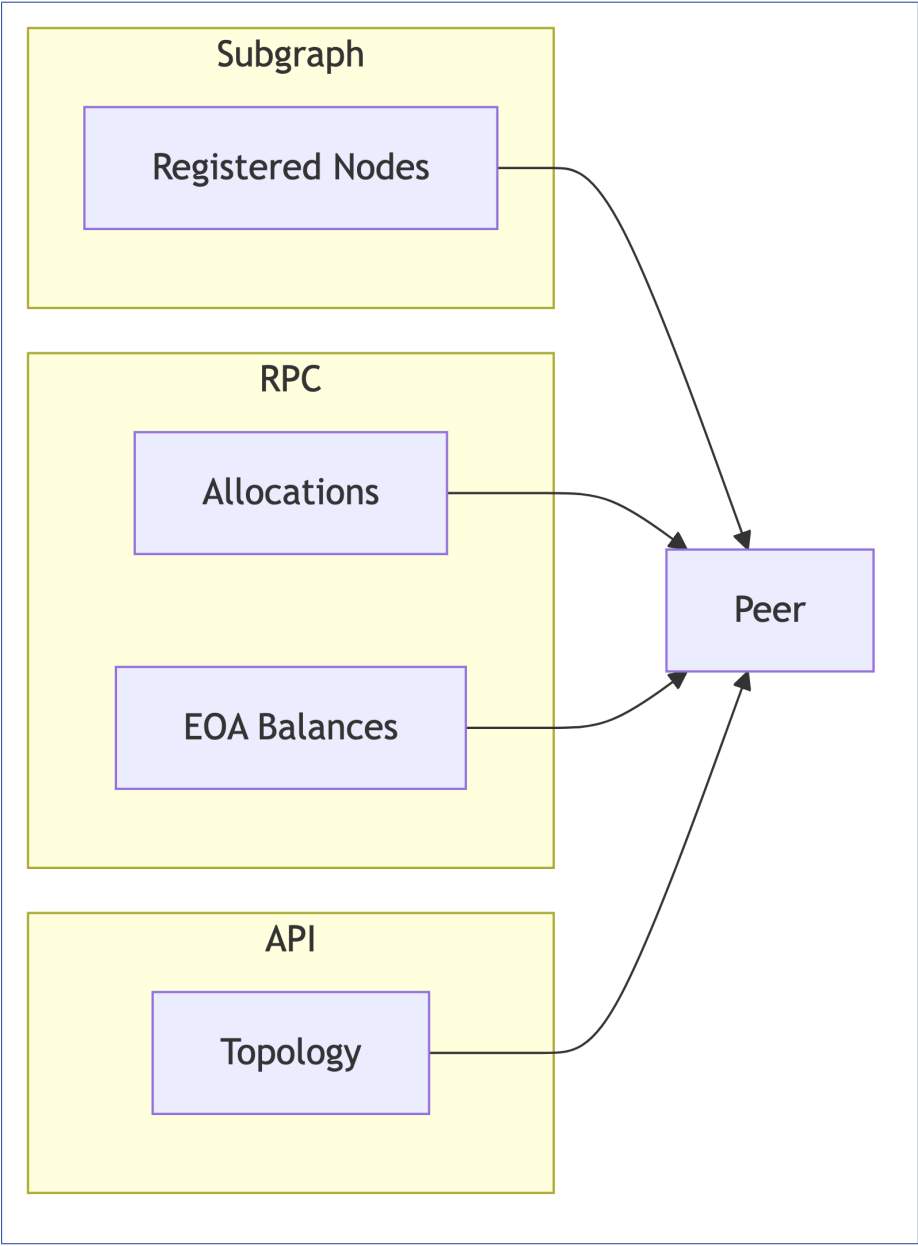 Subgraph
Registered Nodes
RPC
Allocations
EOA Balances
API
Topology
Peer